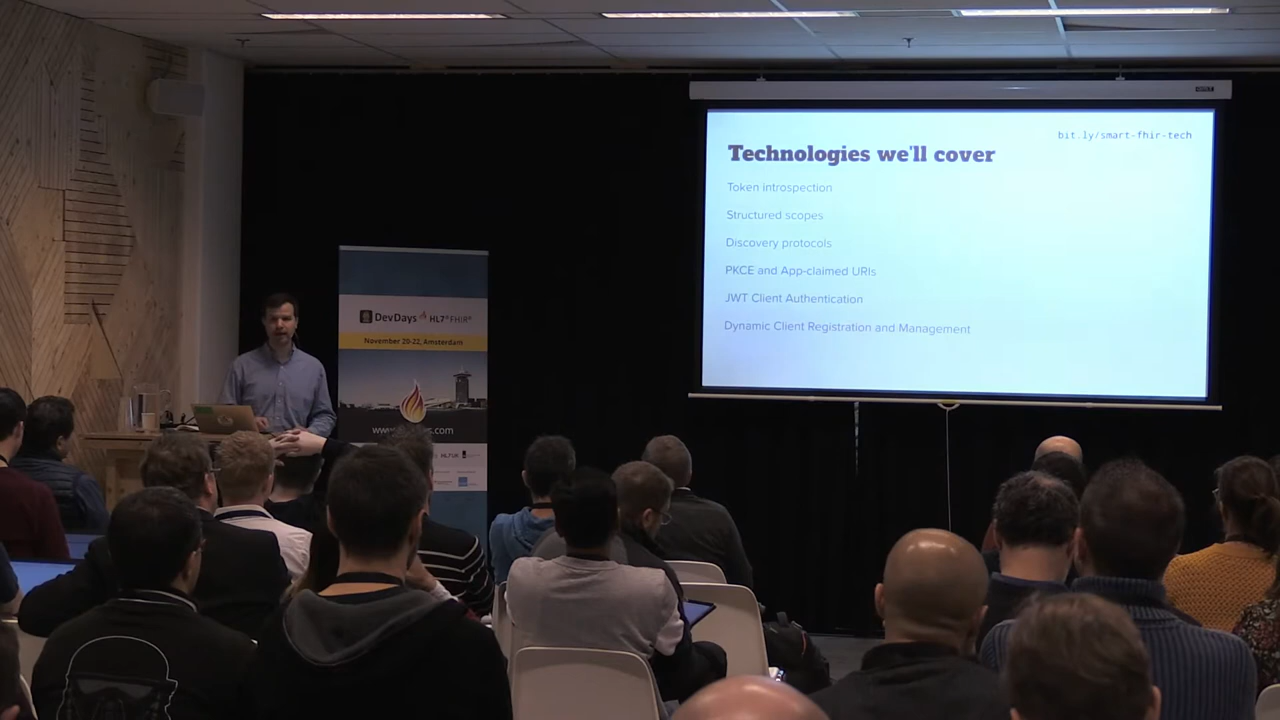 bit.ly/smart-fhir-tech
Technologies we'll cover
Token introspection
Structured scopes
Discovery protocols
PKCE and App-claimed URIs
JWT Client Authentication
Dynamic Client Registration and Management
DevDays HL7® FHIR®
November 20-22, Amsterdam